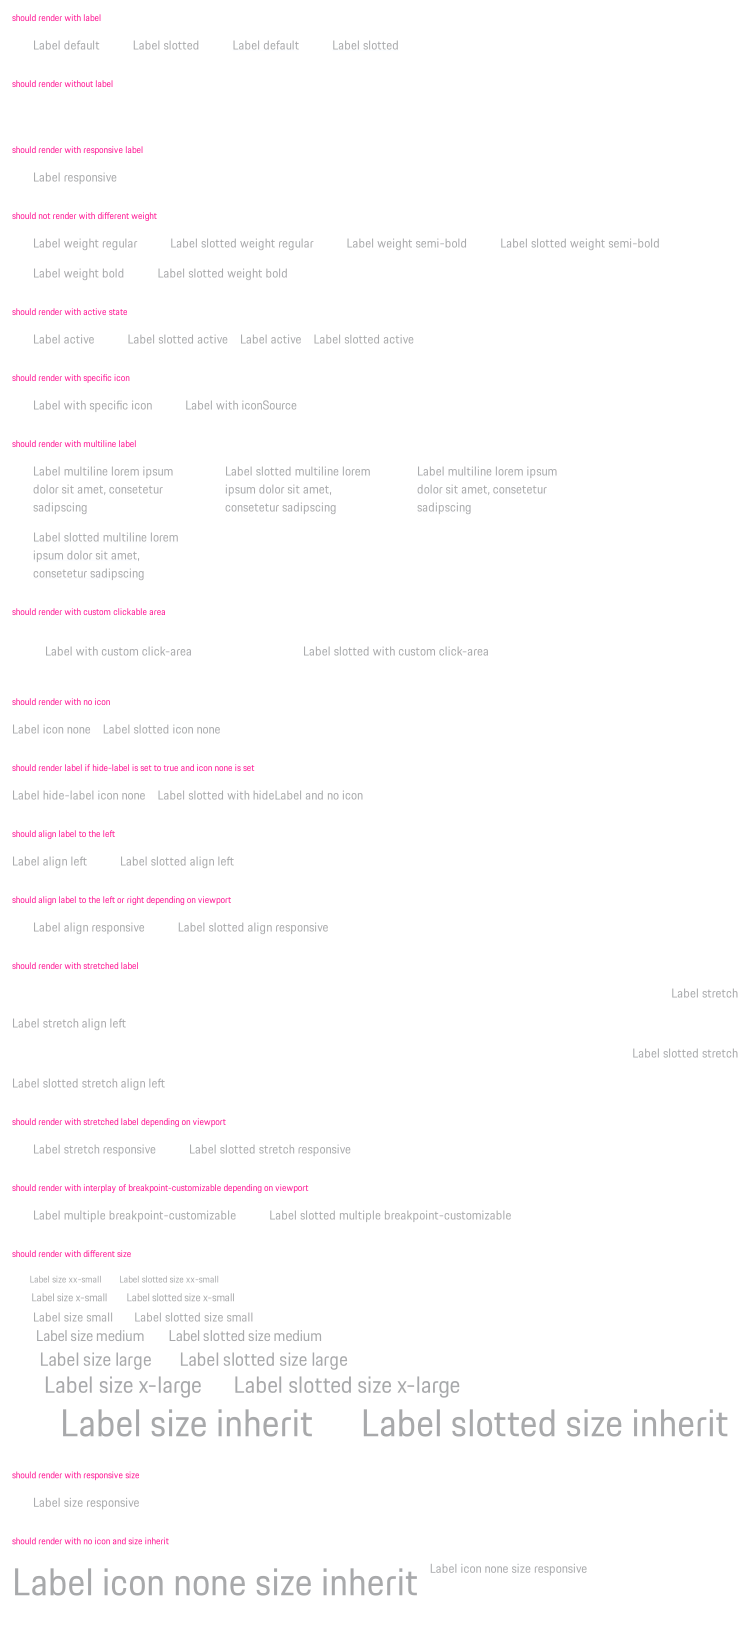 should render with label
Label default Label slotted Label default Label slotted
should render without label
should render with responsive label
Label responsive
should not render with different weight
Label weight regular Label slotted weight regular Label weight semi-bold Label slotted weight semi-bold
Label weight bold Label slotted weight bold
should render with active state
Label active Label slotted active Label active Label slotted active
should render with specific icon
Label with specific icon Label with iconSource
should render with multiline label
Label multiline lorem ipsum Label slotted multiline lorem Label multiline lorem ipsum
dolor sit amet, consetetur ipsum dolor sit amet, dolor sit amet, consetetur
sadipscing consetetur sadipscing sadipscing
Label slotted multiline lorem
ipsum dolor sit amet,
consetetur sadipscing
should render with custom clickable area
Label with custom click-area Label slotted with custom click-area
should render with no icon
Label icon none Label slotted icon none
should render label if hide-label is set to true and icon none is set
Label hide-label icon none Label slotted with hideLabel and no icon
should align label to the left
Label align left Label slotted align left
should align label to the left or right depending on viewport
Label align responsive Label slotted align responsive
should render with stretched label
Label stretch
Label stretch align left
Label slotted stretch
Label slotted stretch align left
should render with stretched label depending on viewport
Label stretch responsive Label slotted stretch responsive
should render with interplay of breakpoint-customizable depending on viewport
Label multiple breakpoint-customizable Label slotted multiple breakpoint-customizable
should render with different size
Label size xx-small Label slotted size xx-small
Label size x-small Label slotted size x-small
Label size small Label slotted size small
Label size medium Label slotted size medium
Label size large Label slotted size large
Label size x-large Label slotted size x-large
Label size inherit Label slotted size inherit
should render with responsive size
Label size responsive
should render with no icon and size inherit
Label icon none size inherit Label icon none size responsive